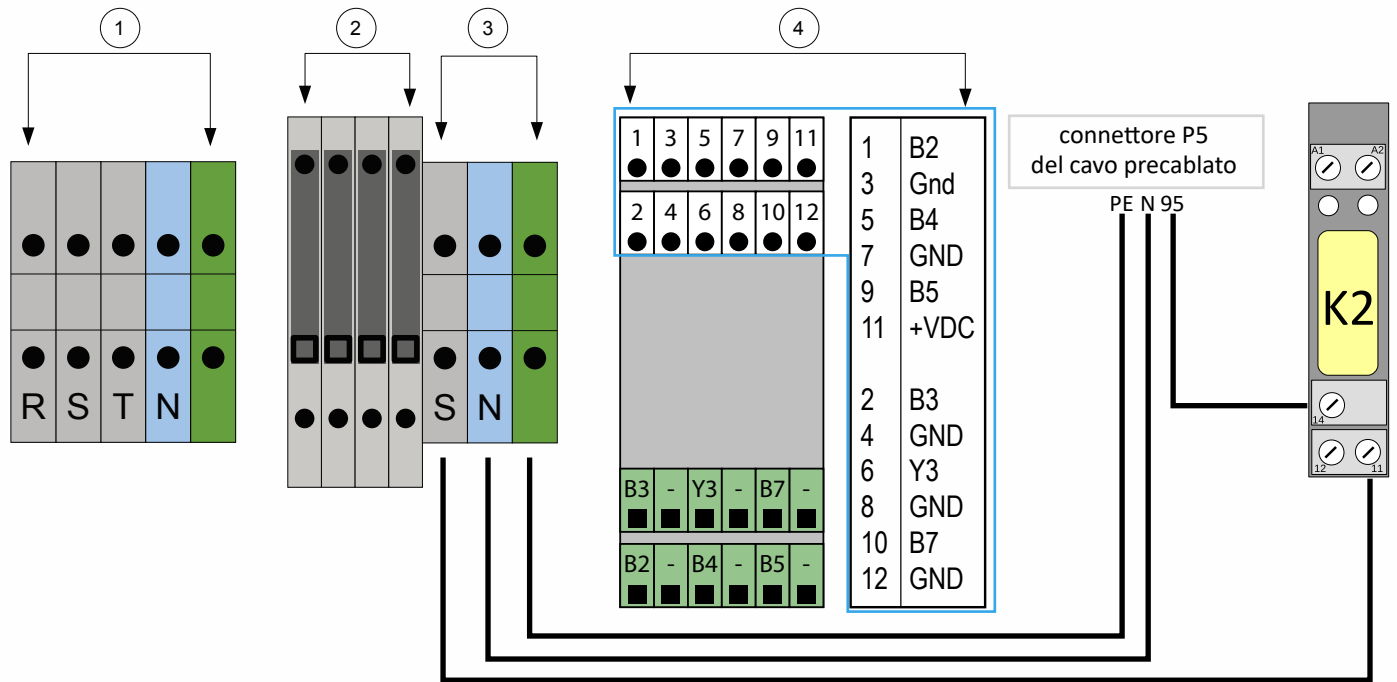 1
2
3
4
R S T N
S N
1 3 5 7 9 11
2 4 6 8 10 12
B3 - Y3 - B7 -
B2 - B4 - B5 -
1 B2
3 Gnd
5 B4
7 GND
9 B5
11 +VDC
2 B3
4 GND
6 Y3
8 GND
10 B7
12 GND
connettore P5
del cavo precablato
PE N 95
A1 A2
K2
14
12 11